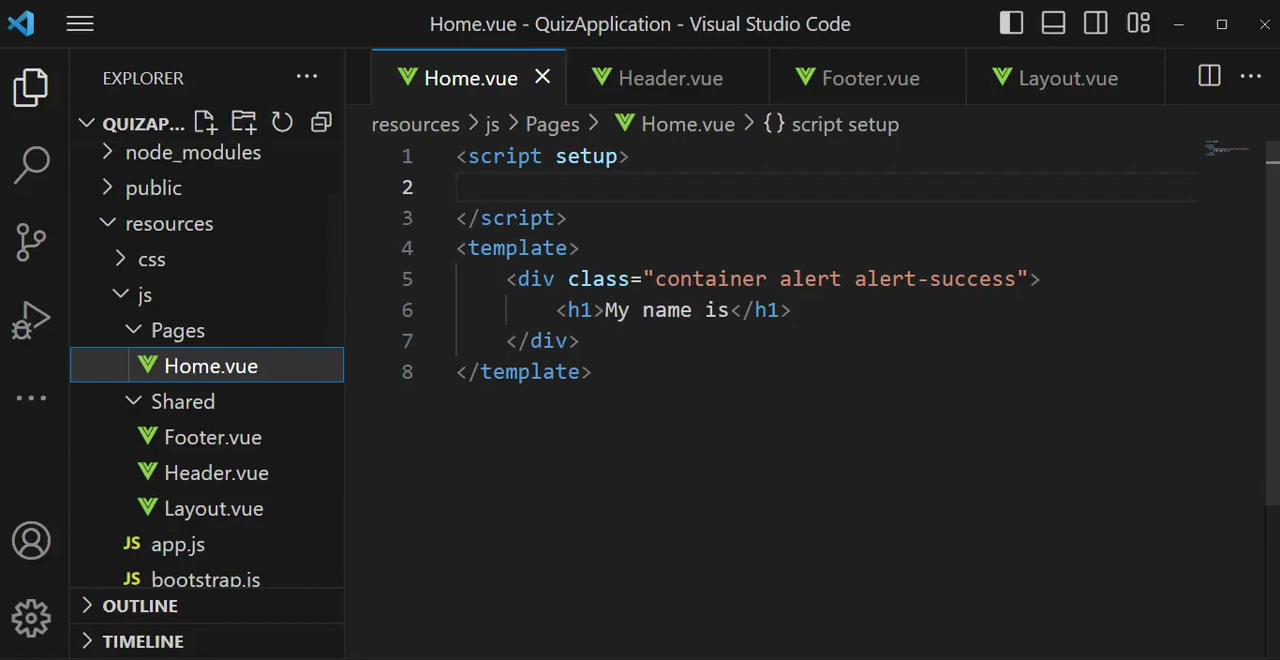 Home.vue - QuizApplication - Visual Studio Code
EXPLORER
QUIZAP...
node_modules
public
resources
css
js
Pages
Home.vue
Shared
Footer.vue
Header.vue
Layout.vue
JS app.js
JS bootstrap.js
OUTLINE
TIMELINE
Home.vue Header.vue Footer.vue Layout.vue
resources > js > Pages > Home.vue > {} script setup
1 <script setup>
2
3 </script>
4 <template>
5 <div class="container alert alert-success">
6 <h1>My name is</h1>
7 </div>
8 </template>